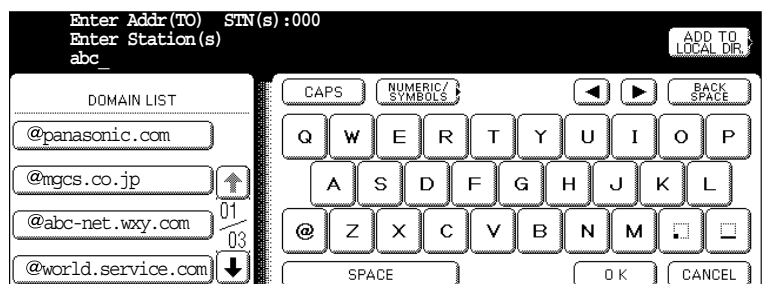 Enter Addr(TO) STN(s):000
Enter Station(s)
abc_
ADD TO
LOCAL DIR.
DOMAIN LIST
@panasonic.com
@mgcs.co.jp
@abc-net.wxy.com
@world.service.com
01
03
CAPS
NUMERIC/
SYMBOLS
BACK
SPACE
Q W E R T Y U I O P
A S D F G H J K L
@ Z X C V B N M . _
SPACE
OK
CANCEL